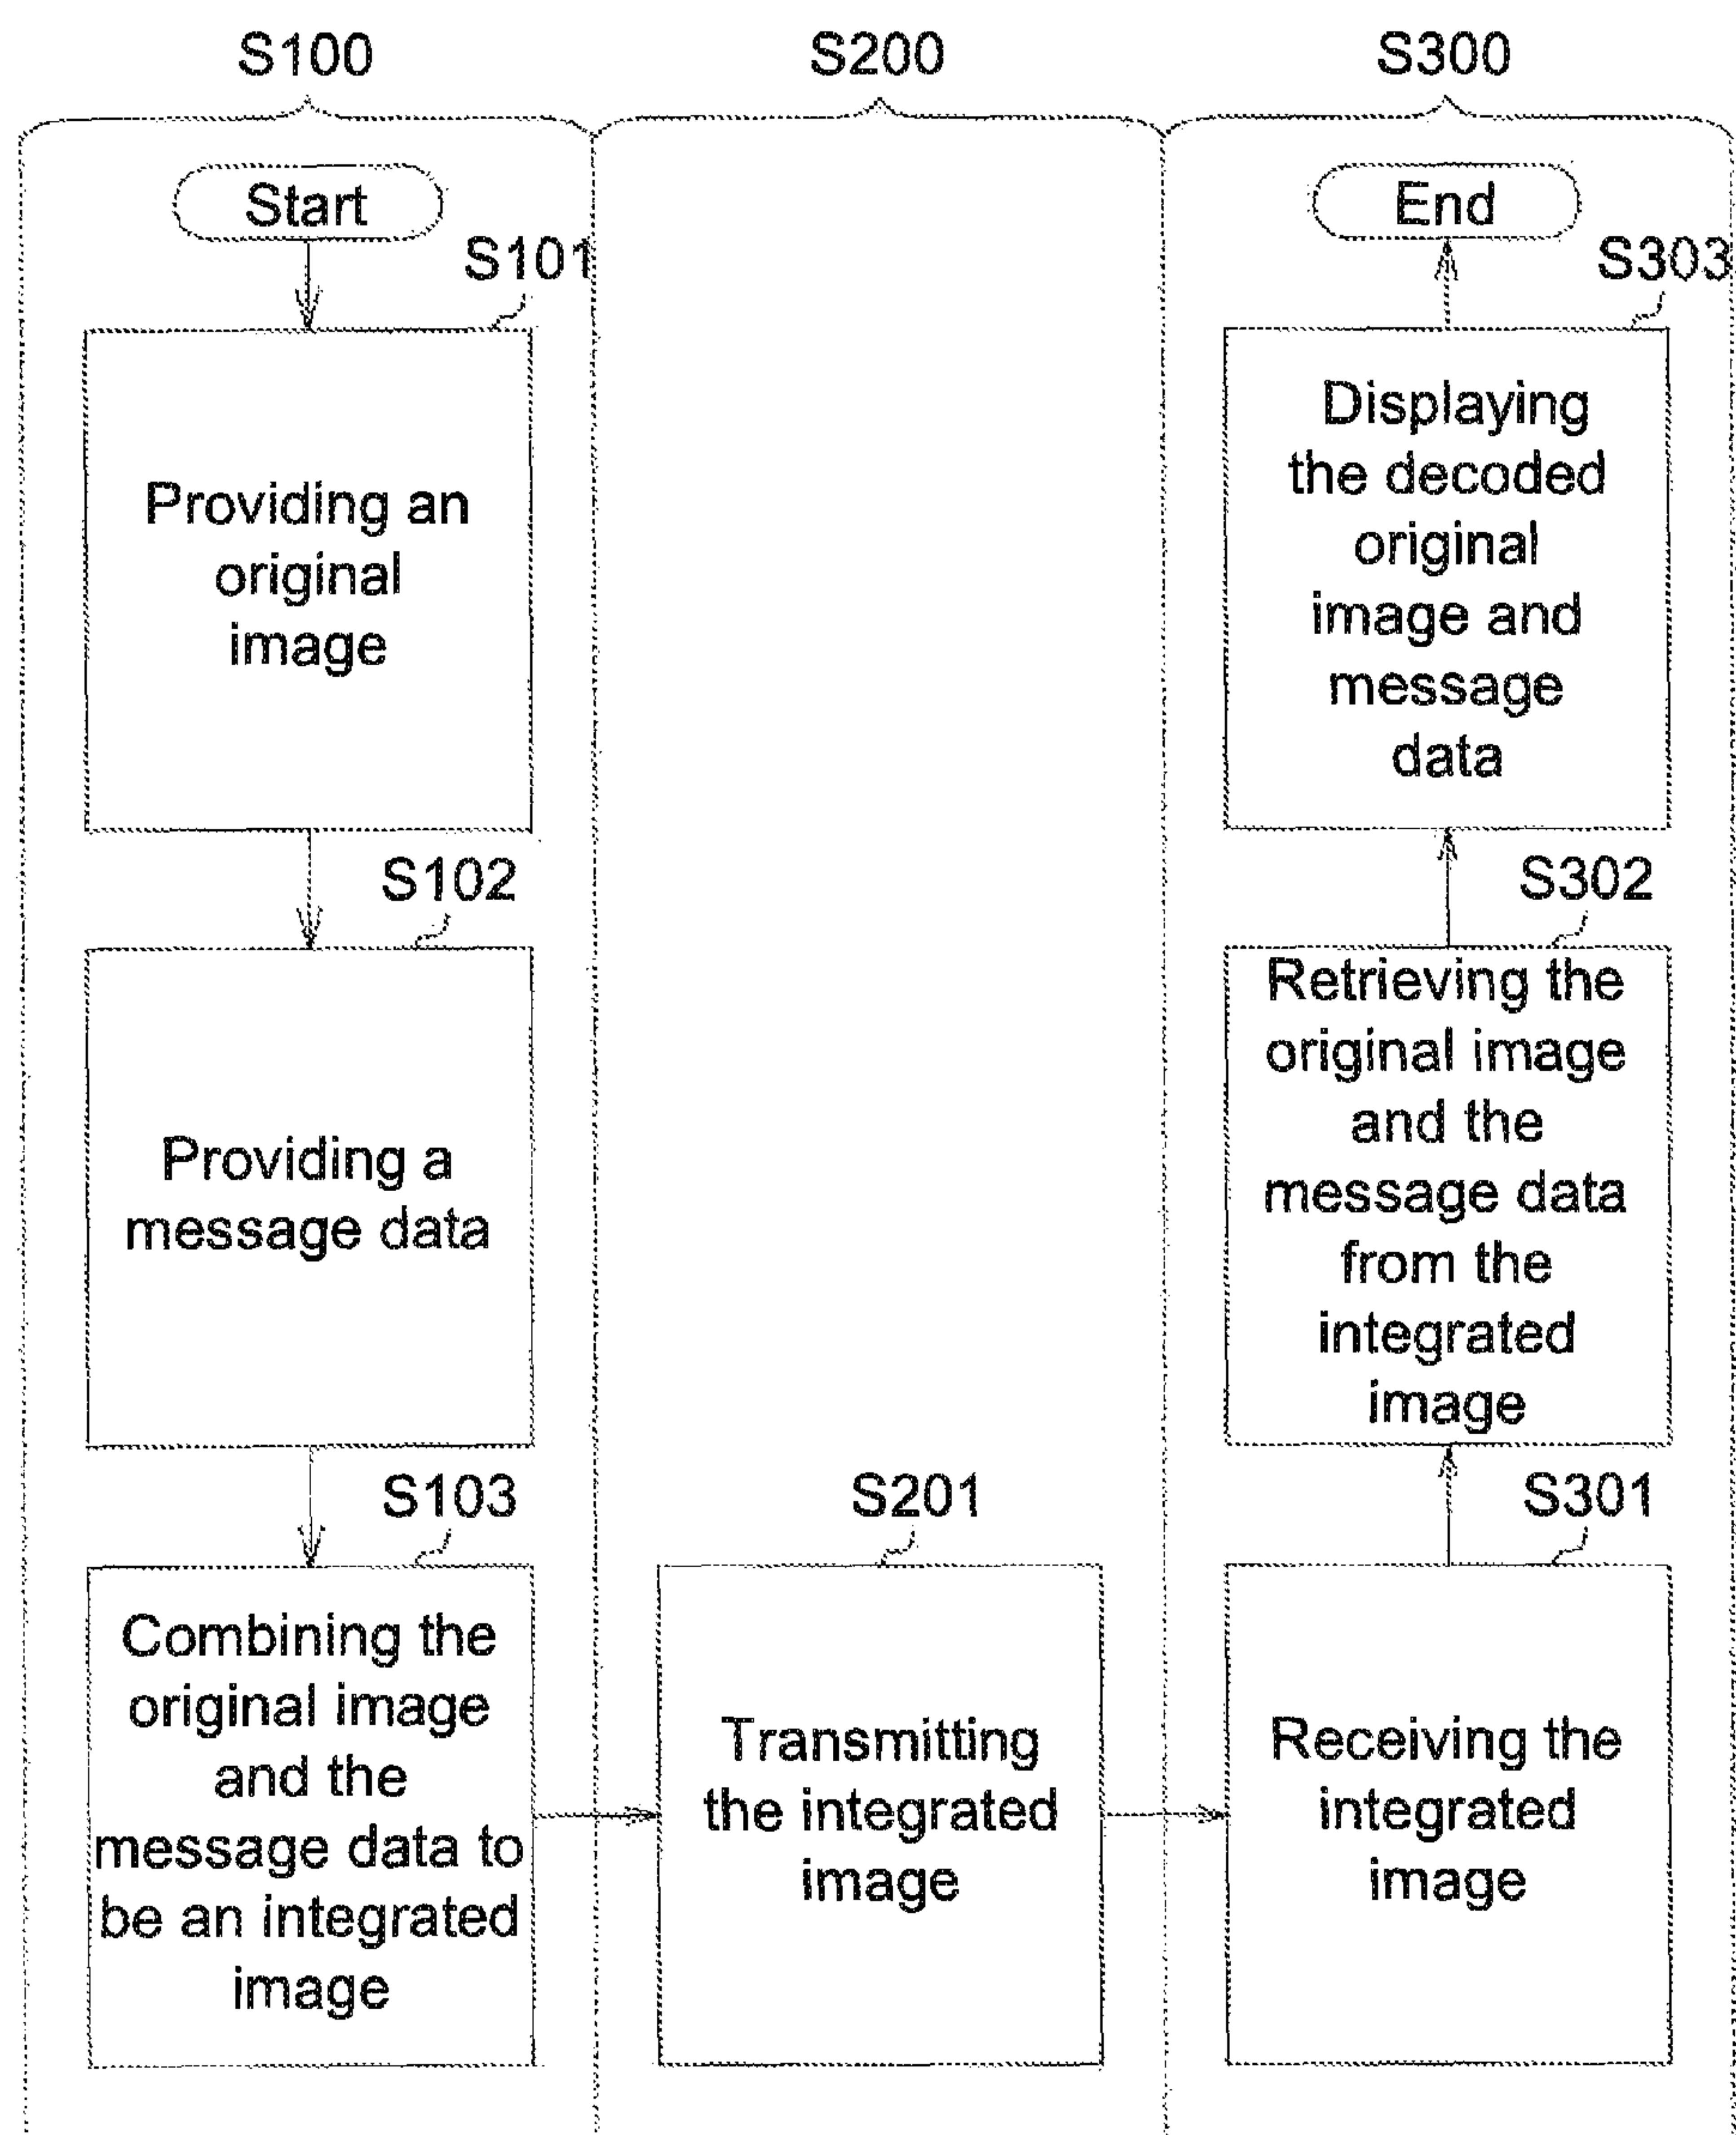 S100
S200
S300
Start
S101
Providing an
original
image
S102
Providing a
message data
S103
Combining the
original image
and the
message data to
be an integrated
image
S201
Transmitting
the integrated
image
S301
Receiving the
integrated
image
S302
Retrieving the
original image
and the
message data
from the
integrated
image
S303
Displaying
the decoded
original
image and
message
data
End